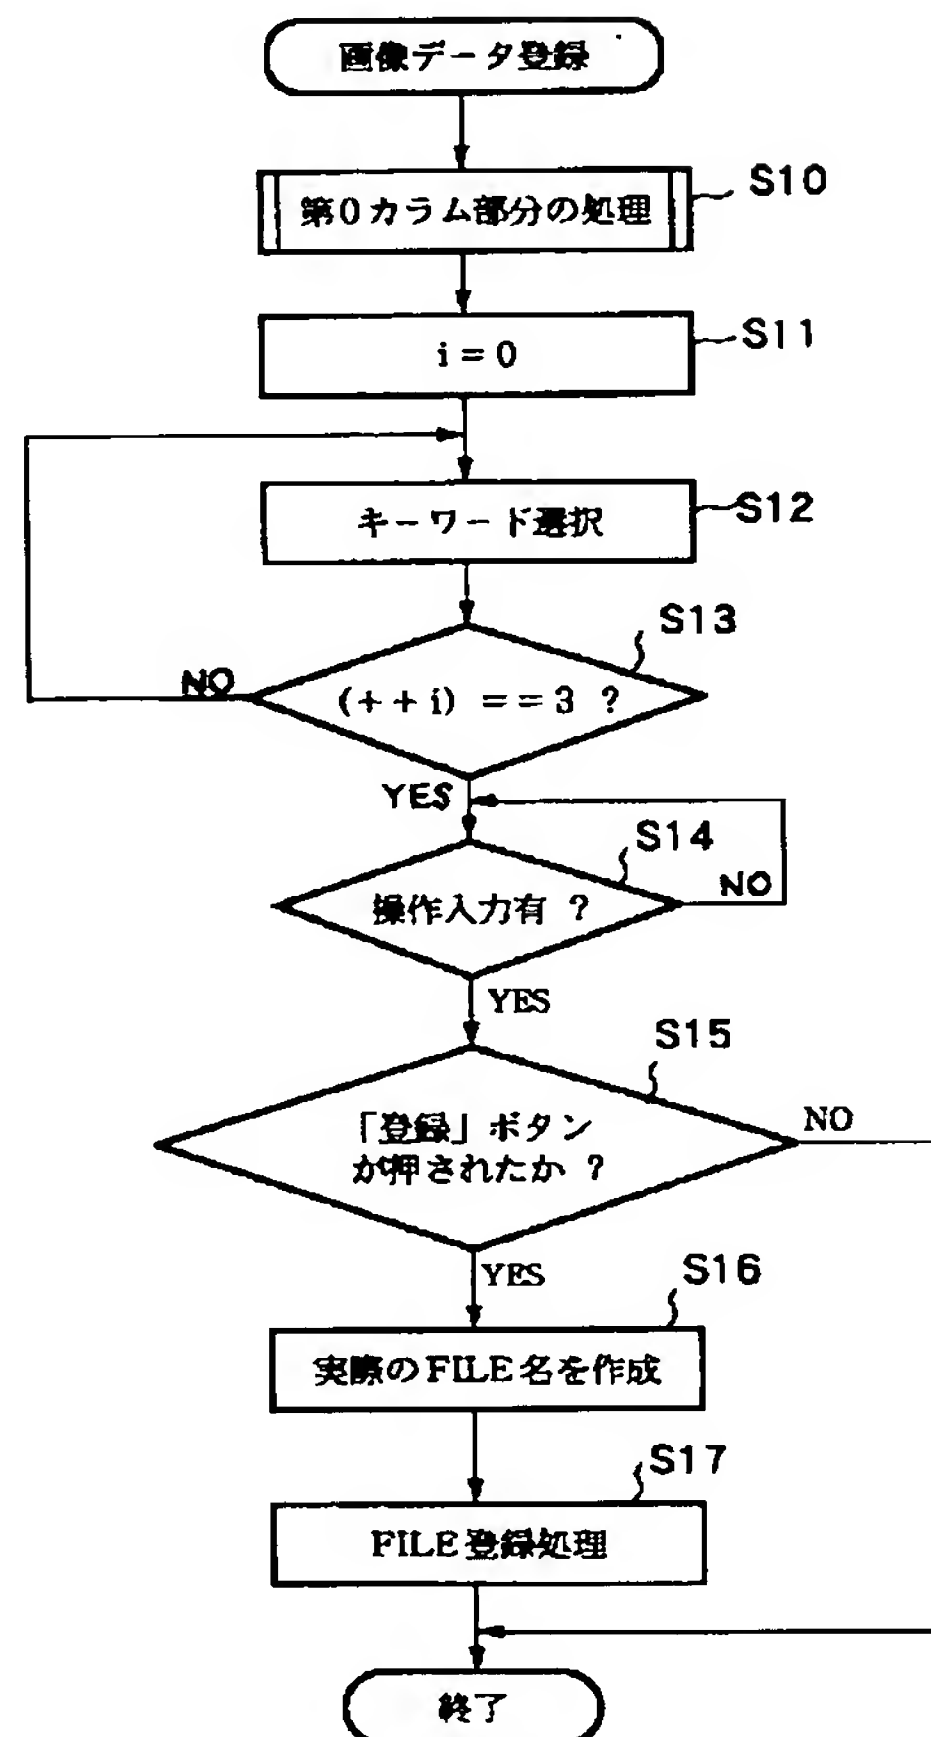 画像データ登録
第0カラム部分の処理
S10
i=0
S11
キーワード選択
S12
S13
NO
(++i) ==3 ?
YES
S14
操作入力有 ?
NO
YES
S15
「登録」ボタン
が押されたか ?
NO
YES
S16
実際のFILE名を作成
S17
FILE登録処理
終了